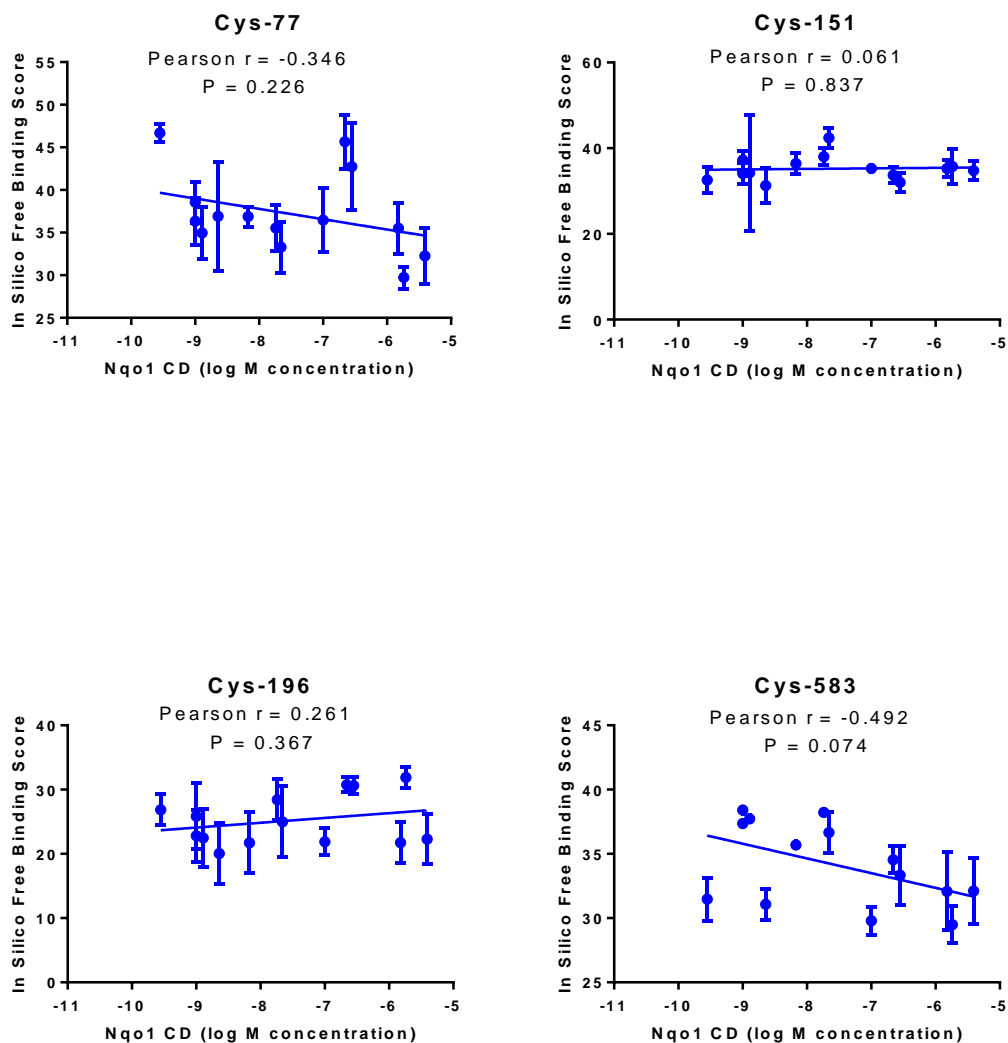 Cys-77
Pearson r = -0.346
P = 0.226
In Silico Free Binding Score
55
50
45
40
35
30
25
-11
-10
-9
-8
-7
-6
-5
Nqo1 CD (log M concentration)
Cys-151
Pearson r = 0.061
P = 0.837
In Silico Free Binding Score
60
40
20
0
-11
-10
-9
-8
-7
-6
-5
Nqo1 CD (log M concentration)
Cys-196
Pearson r = 0.261
P = 0.367
In Silico Free Binding Score
40
30
20
10
0
-11
-10
-9
-8
-7
-6
-5
Nqo1 CD (log M concentration)
Cys-583
Pearson r = -0.492
P = 0.074
In Silico Free Binding Score
45
40
35
30
25
-11
-10
-9
-8
-7
-6
-5
Nqo1 CD (log M concentration)